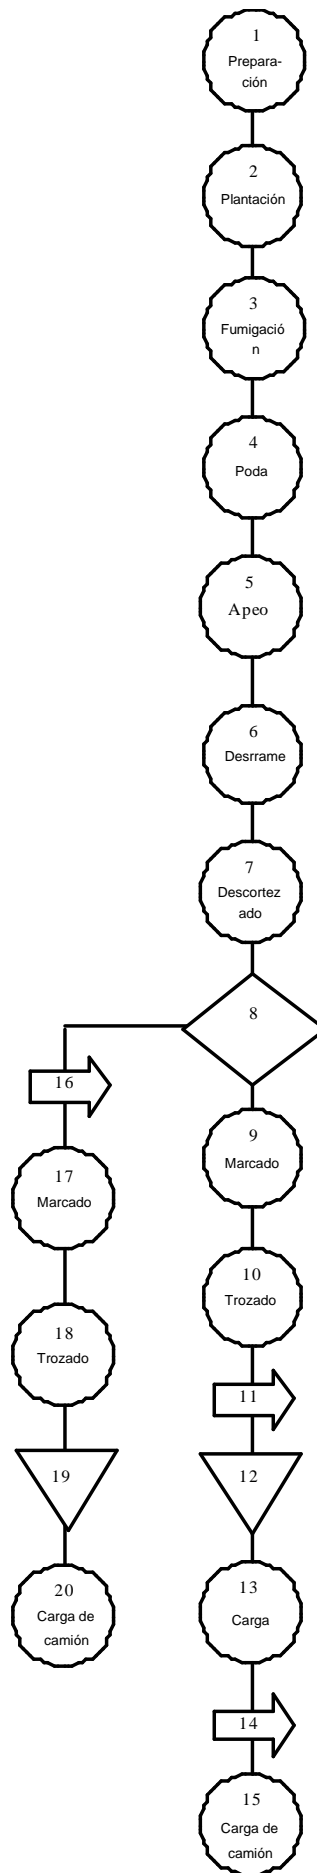 1
Prepara-
ción
2
Plantación
3
Fumigació
n
4
Poda
5
Apeo
6
Desrrame
7
Descortez
ado
8
16
9
Marcado
17
Marcado
10
Trozado
18
Trozado
11
19
12
13
Carga
20
Carga de
camión
14
15
Carga de
camión